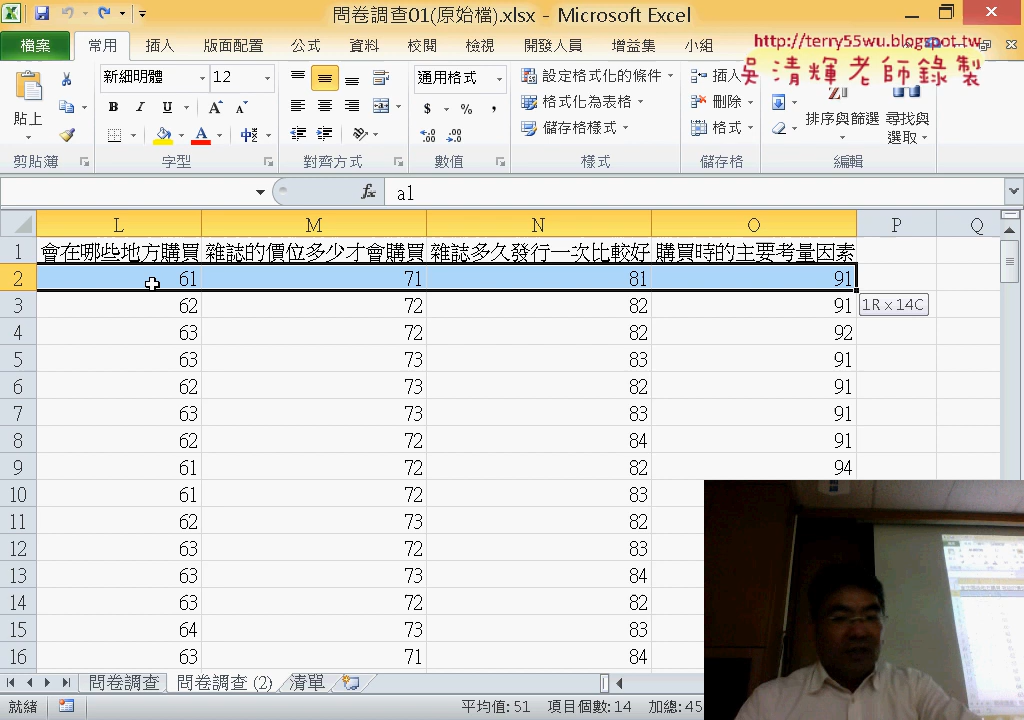 問卷調查01(原始檔).xlsx - Microsoft Excel
檔案 常用 插入 版面配置 公式 資料 校閱 檢視 開發人員 增益集 小組
http://terry55wu.blogspot.tw
吳清輝老師錄製
新細明體 12 通用格式 設定格式化的條件 插入
貼上 B I U A A $ % , 格式化為表格 刪除 排序與篩選 尋找與
儲存格樣式 格式 選取
剪貼簿 字型 對齊方式 數值 樣式 儲存格 編輯
fx a1
L M N O P Q
1 會在哪些地方購買 雜誌的價位多少才會購買 雜誌多久發行一次比較好 購買時的主要考量因素
2 61 71 81 91
3 62 72 82 91 1R x 14C
4 63 72 82 92
5 63 73 83 91
6 62 73 82 91
7 63 73 83 91
8 62 72 84 91
9 61 72 82 94
10 61 72 83
11 62 73 82
12 63 72 83
13 63 73 84
14 63 72 82
15 64 73 83
16 63 71 84
問卷調查 問卷調查 (2) 清單
就緒 平均值: 51 項目個數: 14 加總: 45